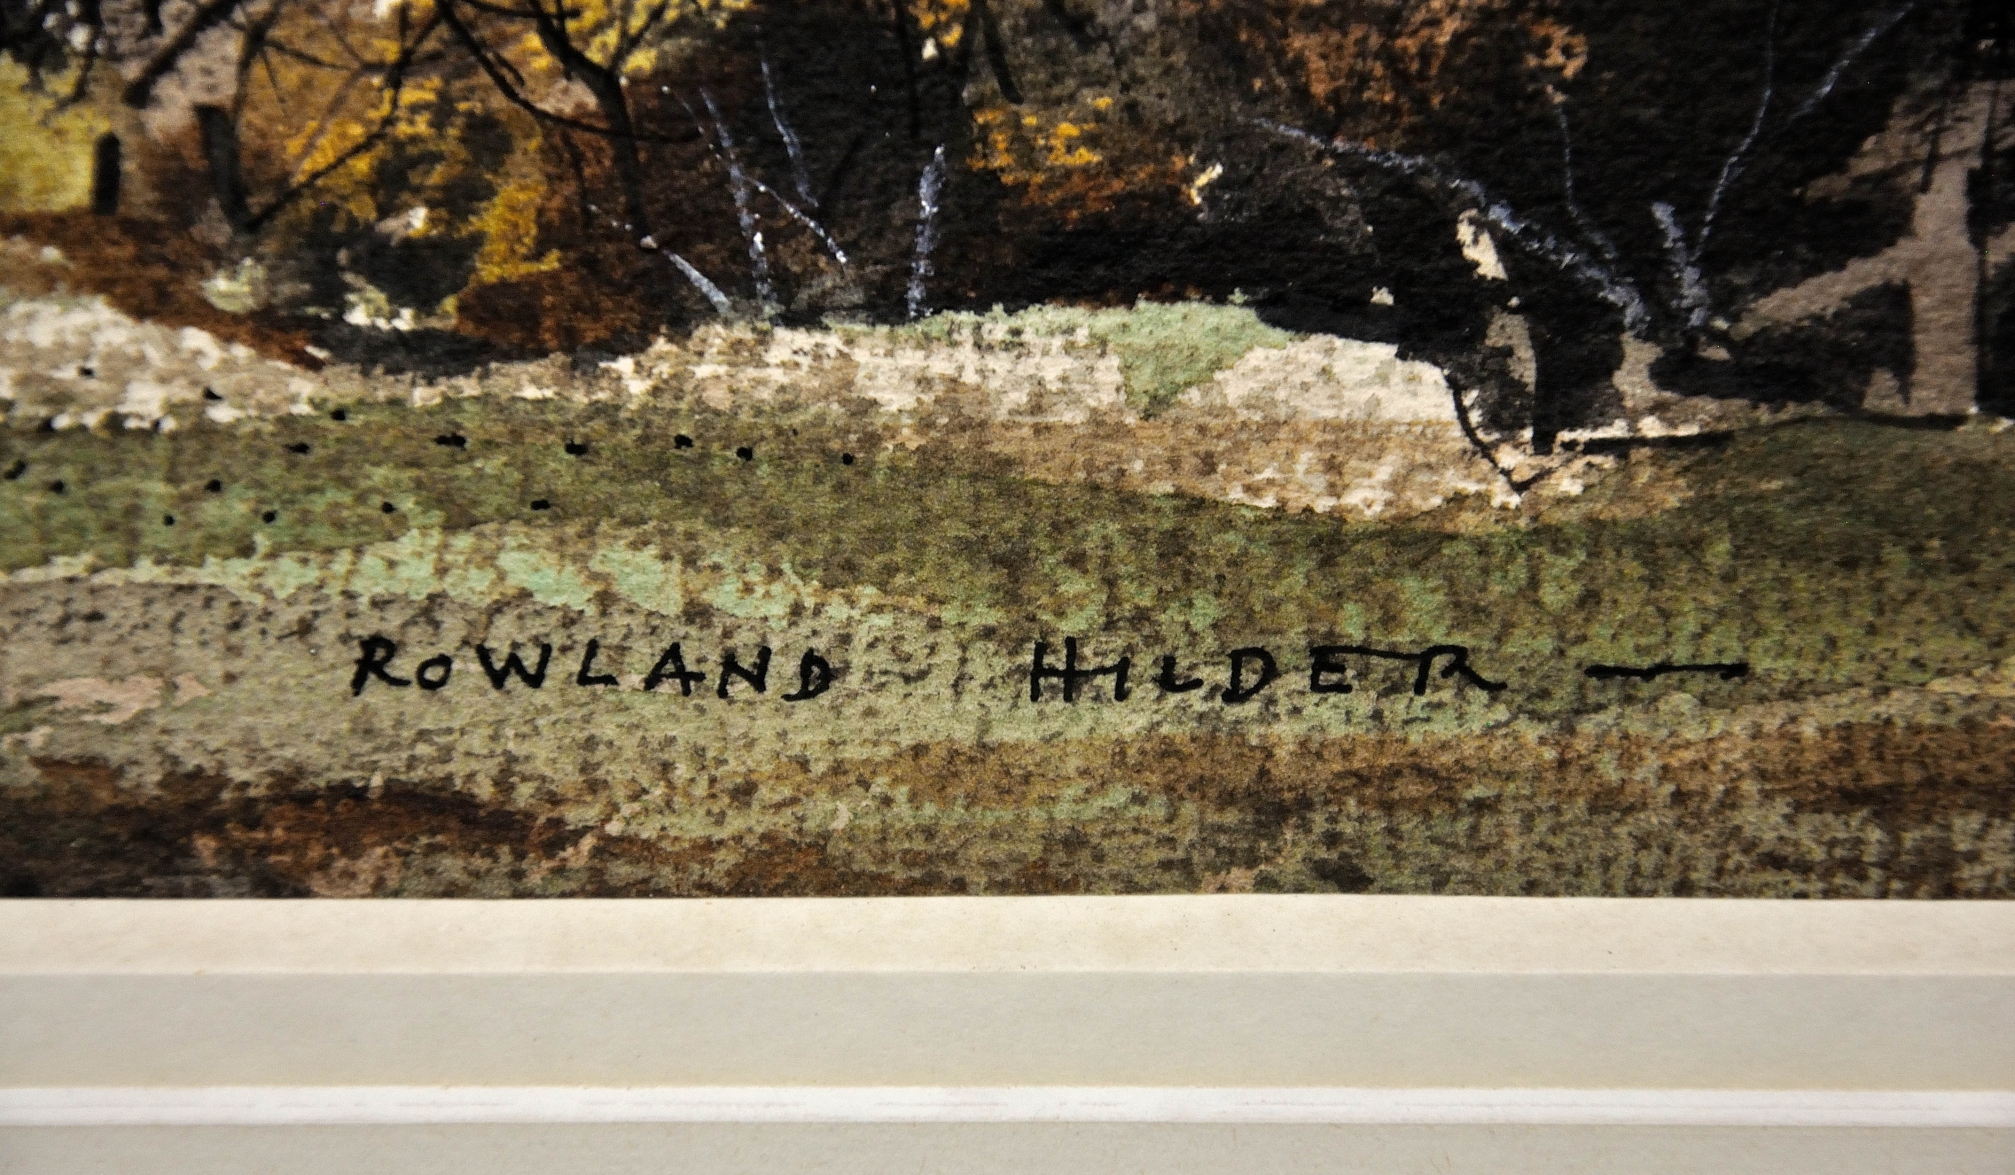 ROWLAND HILDER —